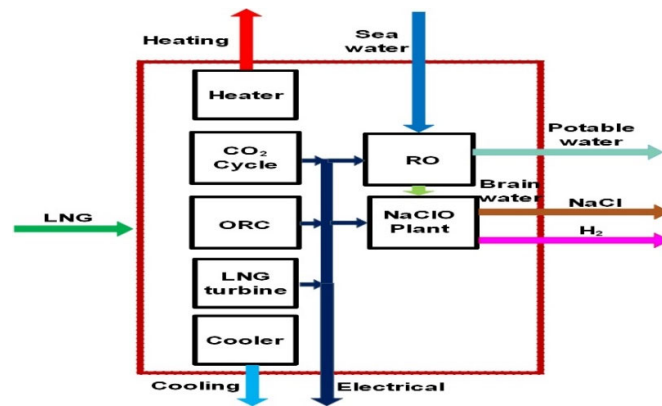 Heating
Sea
water
Heater
CO₂
Cycle
RO
Potable
water
Brain
water
LNG
ORC
NaClO
Plant
NaCl
H₂
LNG
turbine
Cooler
Cooling
Electrical